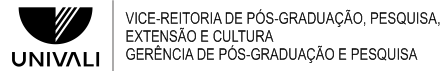 UNIVALI
VICE-REITORIA DE PÓS-GRADUAÇÃO, PESQUISA,
EXTENSÃO E CULTURA
GERÊNCIA DE PÓS-GRADUAÇÃO E PESQUISA